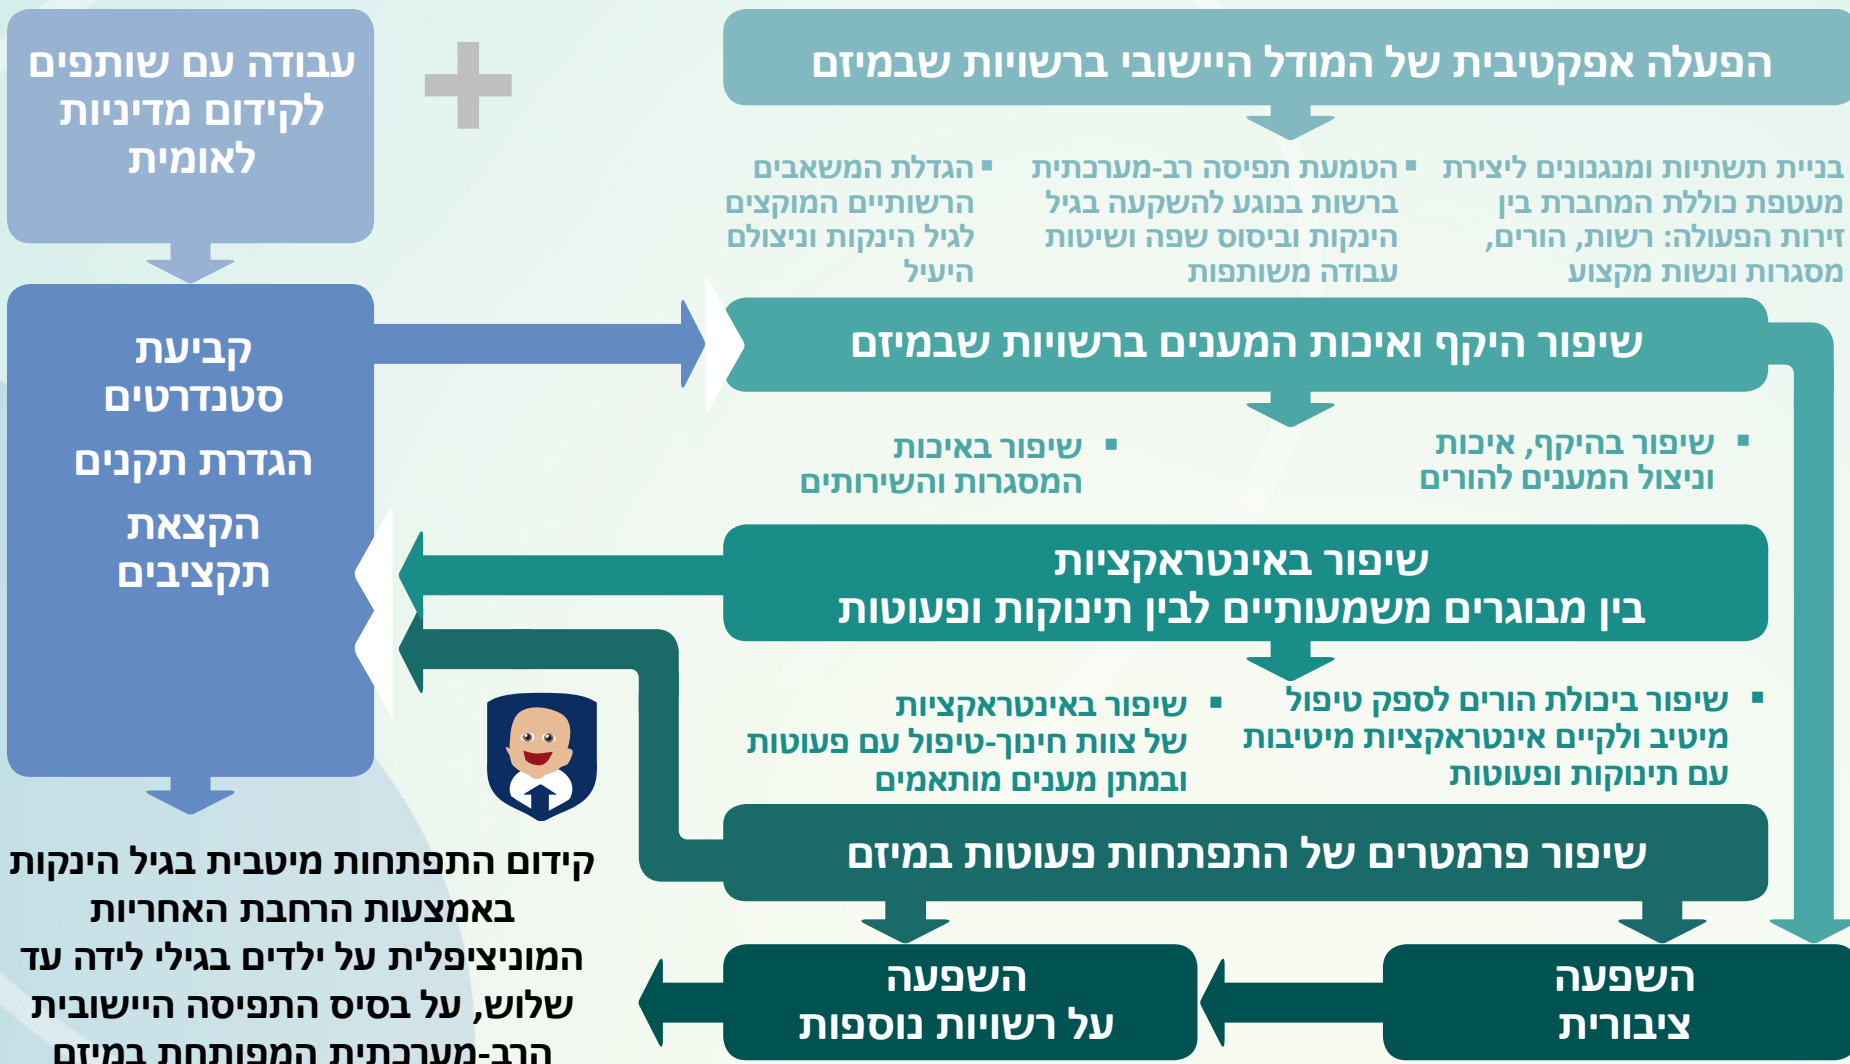 הפעלה אפקטיבית של המודל היישובי ברשויות שבמיזם
בניית תשתיות ומנגנונים ליצירת
מעטפת כוללת המחברת בין
זירות הפעולה: רשות, הורים,
מסגרות ונשות מקצוע
▪ הטמעת תפיסה רב-מערכתית
ברשות בנוגע להשקעה בגיל
הינקות וביסוס שפה ושיטות
עבודה משותפות
▪ הגדלת המשאבים
הרשותיים המוקצים
לגיל הינקות וניצולם
היעיל
שיפור היקף ואיכות המענים ברשויות שבמיזם
▪ שיפור בהיקף, איכות
וניצול המענים להורים
▪ שיפור באיכות
המסגרות והשירותים
שיפור באינטראקציות
בין מבוגרים משמעותיים לבין תינוקות ופעוטות
▪ שיפור ביכולת הורים לספק טיפול
מיטיב ולקיים אינטראקציות מיטיבות
עם תינוקות ופעוטות
▪ שיפור באינטראקציות
של צוות חינוך-טיפול עם פעוטות
ובמתן מענים מותאמים
שיפור פרמטרים של התפתחות פעוטות במיזם
השפעה
ציבורית
השפעה
על רשויות נוספות
+
עבודה עם שותפים
לקידום מדיניות
לאומית
קביעת
סטנדרטים
הגדרת תקנים
הקצאת
תקציבים
קידום התפתחות מיטבית בגיל הינקות
באמצעות הרחבת האחריות
המוניציפלית על ילדים בגילי לידה עד
שלוש, על בסיס התפיסה היישובית
הרב-מערכתית המפותחת במיזם